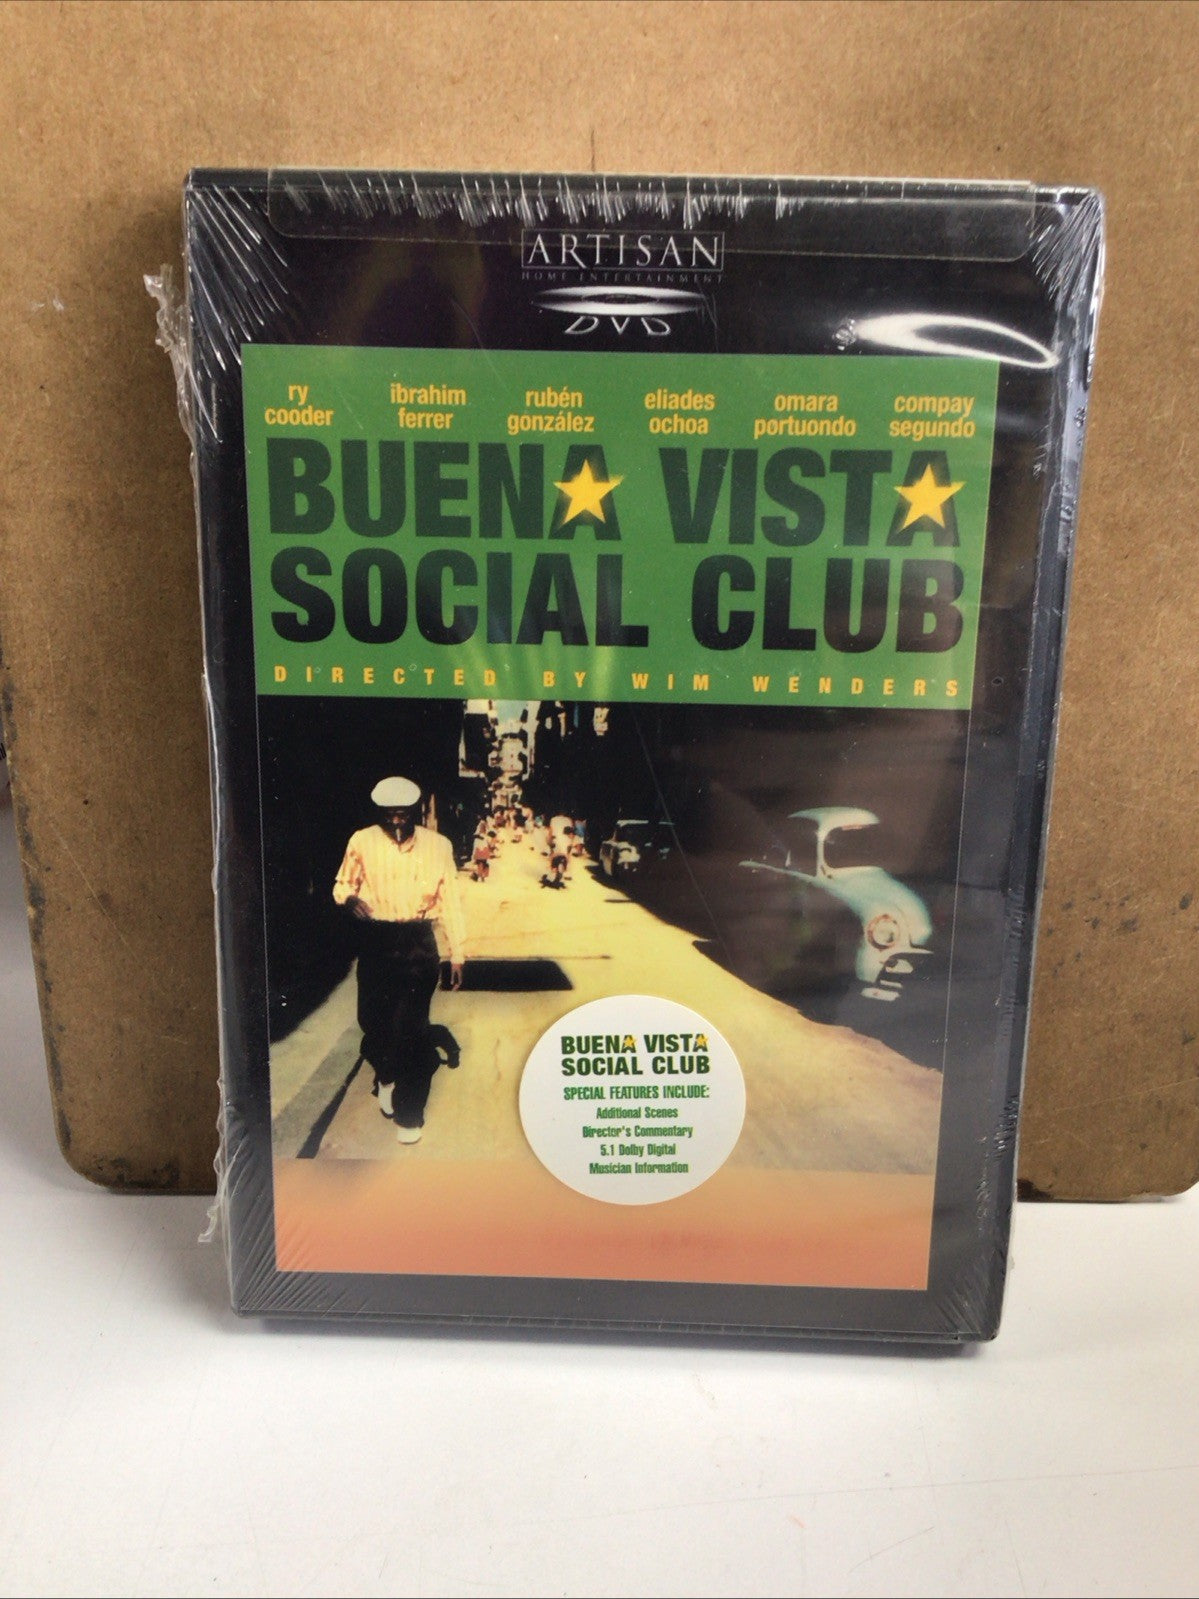 ARTISAN
HOME ENTERTAINMENT
DVD
ry cooder
ibrahim ferrer
rubén gonzález
eliades ochoa
omara portuondo
compay segundo
BUENA VISTA
SOCIAL CLUB
DIRECTED BY WIM WENDERS
BUENA VISTA
SOCIAL CLUB
SPECIAL FEATURES INCLUDE:
Additional Scenes
Director's Commentary
5.1 Dolby Digital
Musician Information